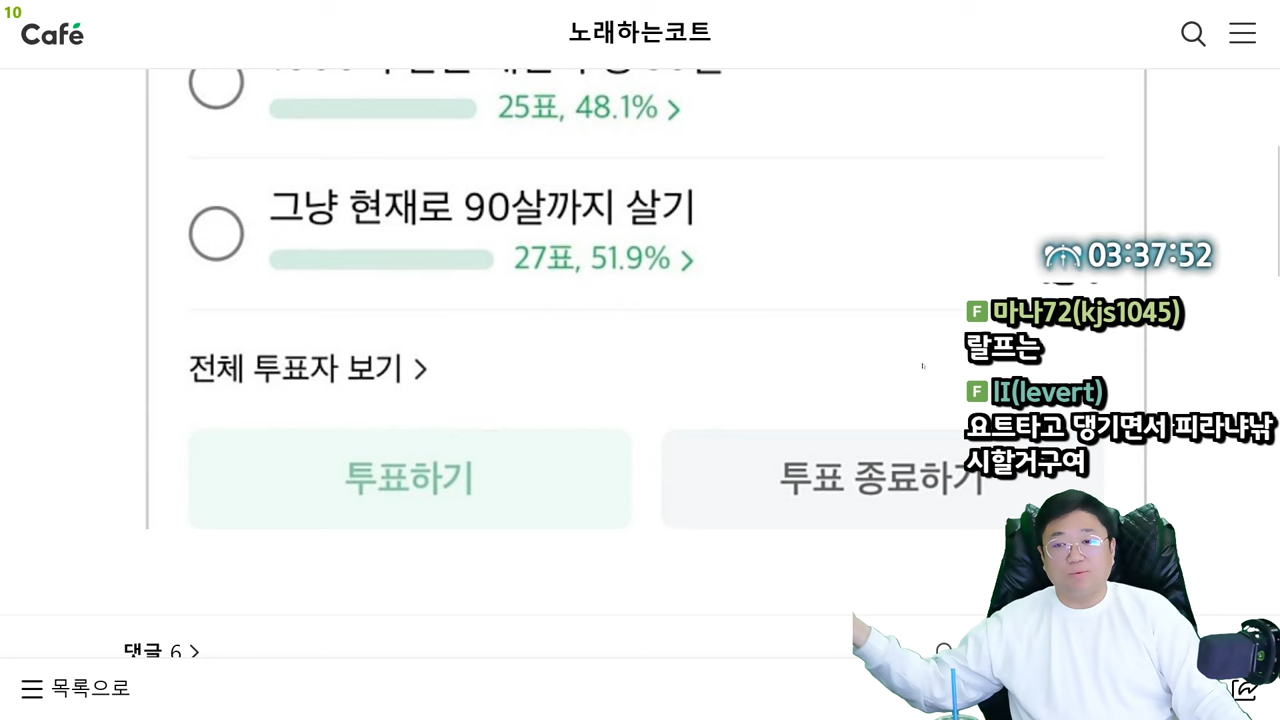 10
Café
노래하는코트
25표, 48.1% >
그냥 현재로 90살까지 살기
27표, 51.9% >
03:37:52
F 마나72(kjs1045)
랄프는
전체 투표자 보기 >
F lI(levert)
요트타고 댕기면서 피라냐낚
시할거구여
투표하기
투표 종료하기
댓글 6 >
목록으로